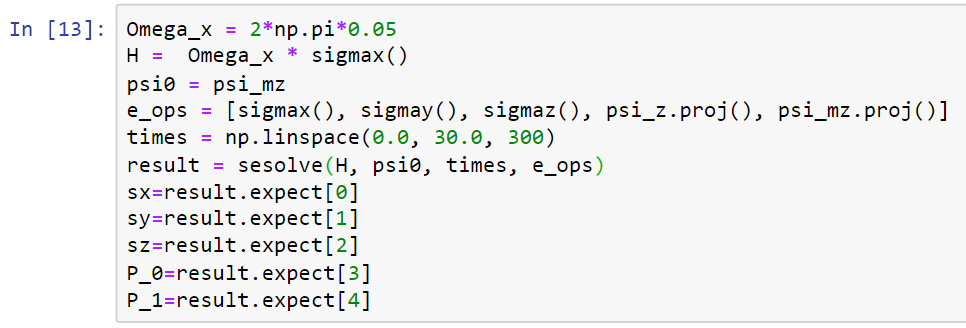 In [13]:
Omega_x = 2*np.pi*0.05
H =  Omega_x * sigmax()
psi0 = psi_mz
e_ops = [sigmax(), sigmay(), sigmaz(), psi_z.proj(), psi_mz.proj()]
times = np.linspace(0.0, 30.0, 300)
result = sesolve(H, psi0, times, e_ops)
sx=result.expect[0]
sy=result.expect[1]
sz=result.expect[2]
P_0=result.expect[3]
P_1=result.expect[4]